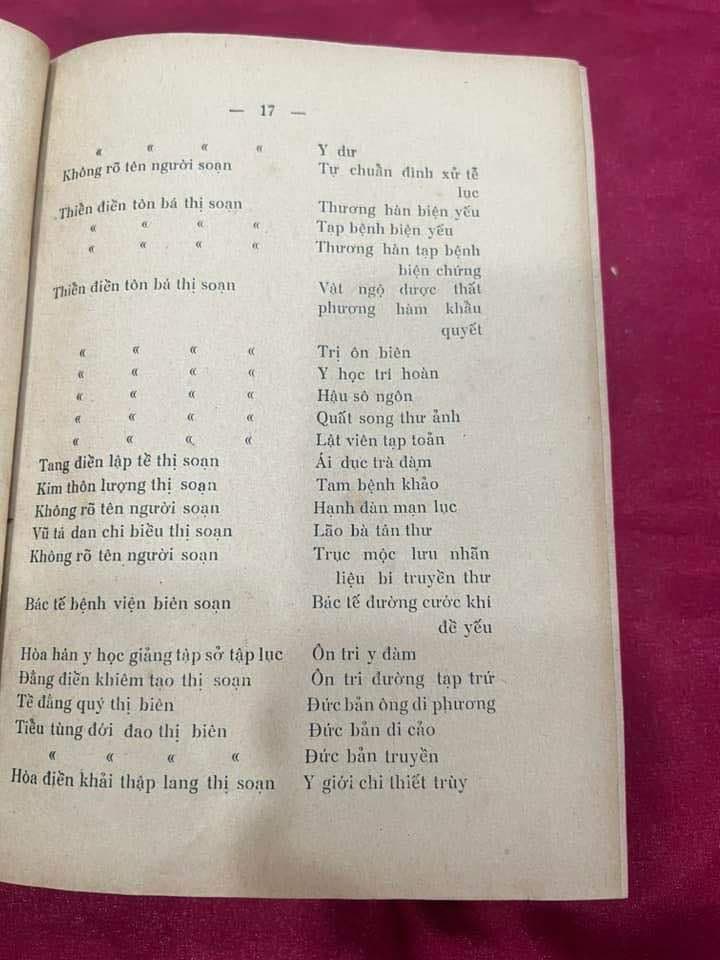 — 17 —
« « « « Y dư
Không rõ tên người soạn Tự chuẩn đình xử tễ
lục
Thiền điền tôn bá thị soạn Thương hàn biện yếu
« « « « Tạp bệnh biện yếu
« « « « Thương hàn tạp bệnh
biện chứng
Thiền điền tôn bá thị soạn Vật ngộ dược thất
phương hàm khẩu
quyết
« « « « Trị ôn biên
« « « « Y học tri hoàn
« « « « Hậu sô ngôn
« « « « Quất song thư ảnh
« « « « Lật viên tạp toản
Tang điền lập tề thị soạn Ái dục trà đàm
Kim thôn lượng thị soạn Tam bệnh khảo
Không rõ tên người soạn Hạnh đàn mạn lục
Vũ tá dan chi biều thị soạn Lão bà tân thư
Không rõ tên người soạn Trục mộc lưu nhãn
liệu bí truyền thư
Bác tế bệnh viện biên soạn Bác tế đường cước khí
đề yếu
Hòa hán y học giảng tập sở tập lục Ôn tri y đàm
Đằng điền khiêm tạo thị soạn Ôn tri đường tạp trứ
Tề đằng quý thị biên Đức bản ông di phương
Tiểu tùng đới đao thị biên Đức bản di cảo
« « « « Đức bản truyền
Hòa điền khải thập lang thị soạn Y giới chi thiết trùy